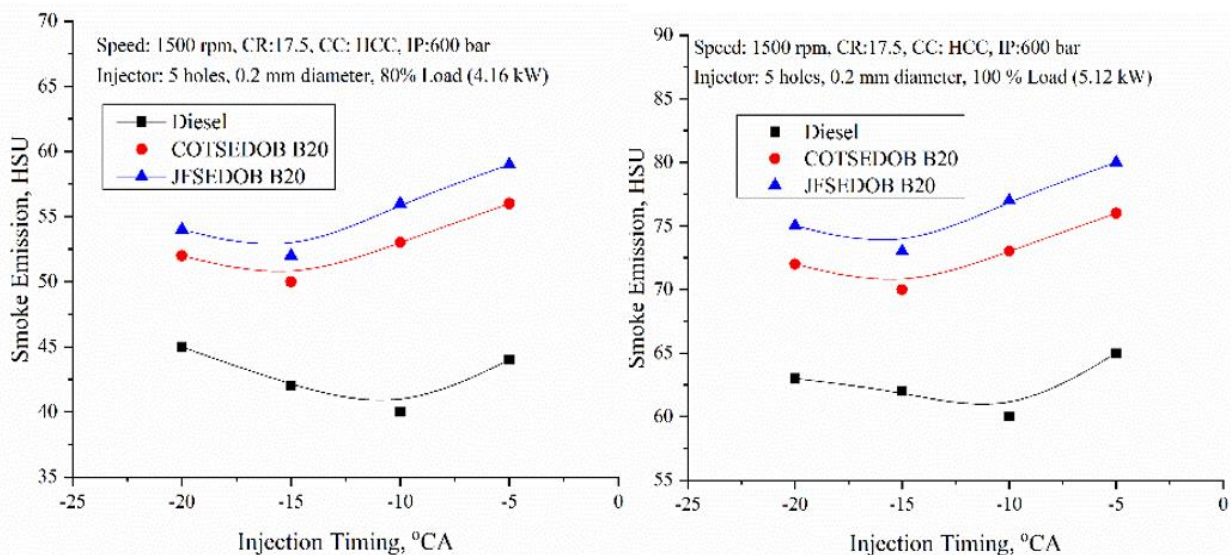 Speed: 1500 rpm, CR:17.5, CC: HCC, IP:600 bar
Injector: 5 holes, 0.2 mm diameter, 80% Load (4.16 kW)
Diesel
COTSEDOB B20
JFSEDOB B20
Smoke Emission, HSU
70
65
60
55
50
45
40
35
-25
-20
-15
-10
-5
0
Injection Timing, °CA
Speed: 1500 rpm, CR:17.5, CC: HCC, IP:600 bar
Injector: 5 holes, 0.2 mm diameter, 100 % Load (5.12 kW)
Diesel
COTSEDOB B20
JFSEDOB B20
Smoke Emission, HSU
90
85
80
75
70
65
60
55
-25
-20
-15
-10
-5
0
Injection Timing, °CA